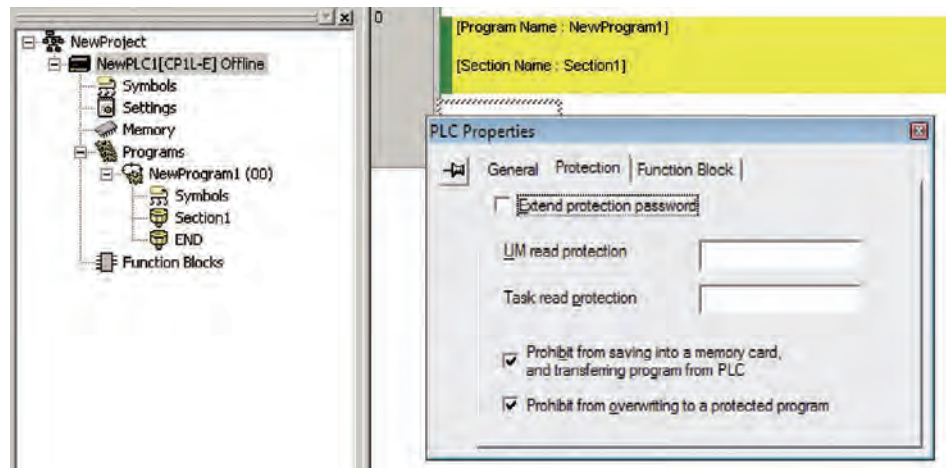 NewProject
NewPLC1[CP1L-E] Offline
Symbols
Settings
Memory
Programs
NewProgram1 (00)
Symbols
Section1
END
Function Blocks
0
[Program Name : NewProgram1]
[Section Name : Section1]
PLC Properties
General Protection Function Block
Extend protection password
UM read protection
Task read protection
Prohibit from saving into a memory card,
and transferring program from PLC
Prohibit from overwriting to a protected program